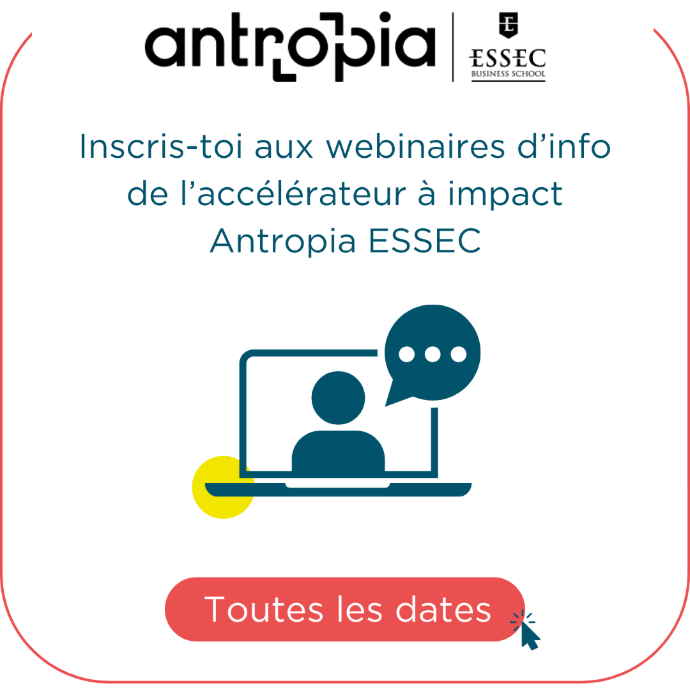 antropia
ESSEC
BUSINESS SCHOOL
Inscris-toi aux webinaires d’info
de l’accélérateur à impact
Antropia ESSEC
Toutes les dates